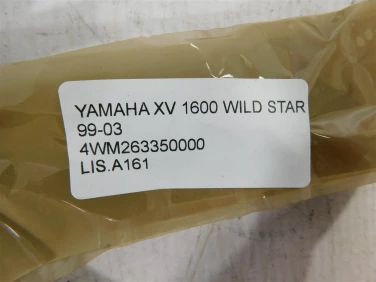 YAMAHA XV 1600 WILD STAR
99-03
4WM263350000
LIS.A161